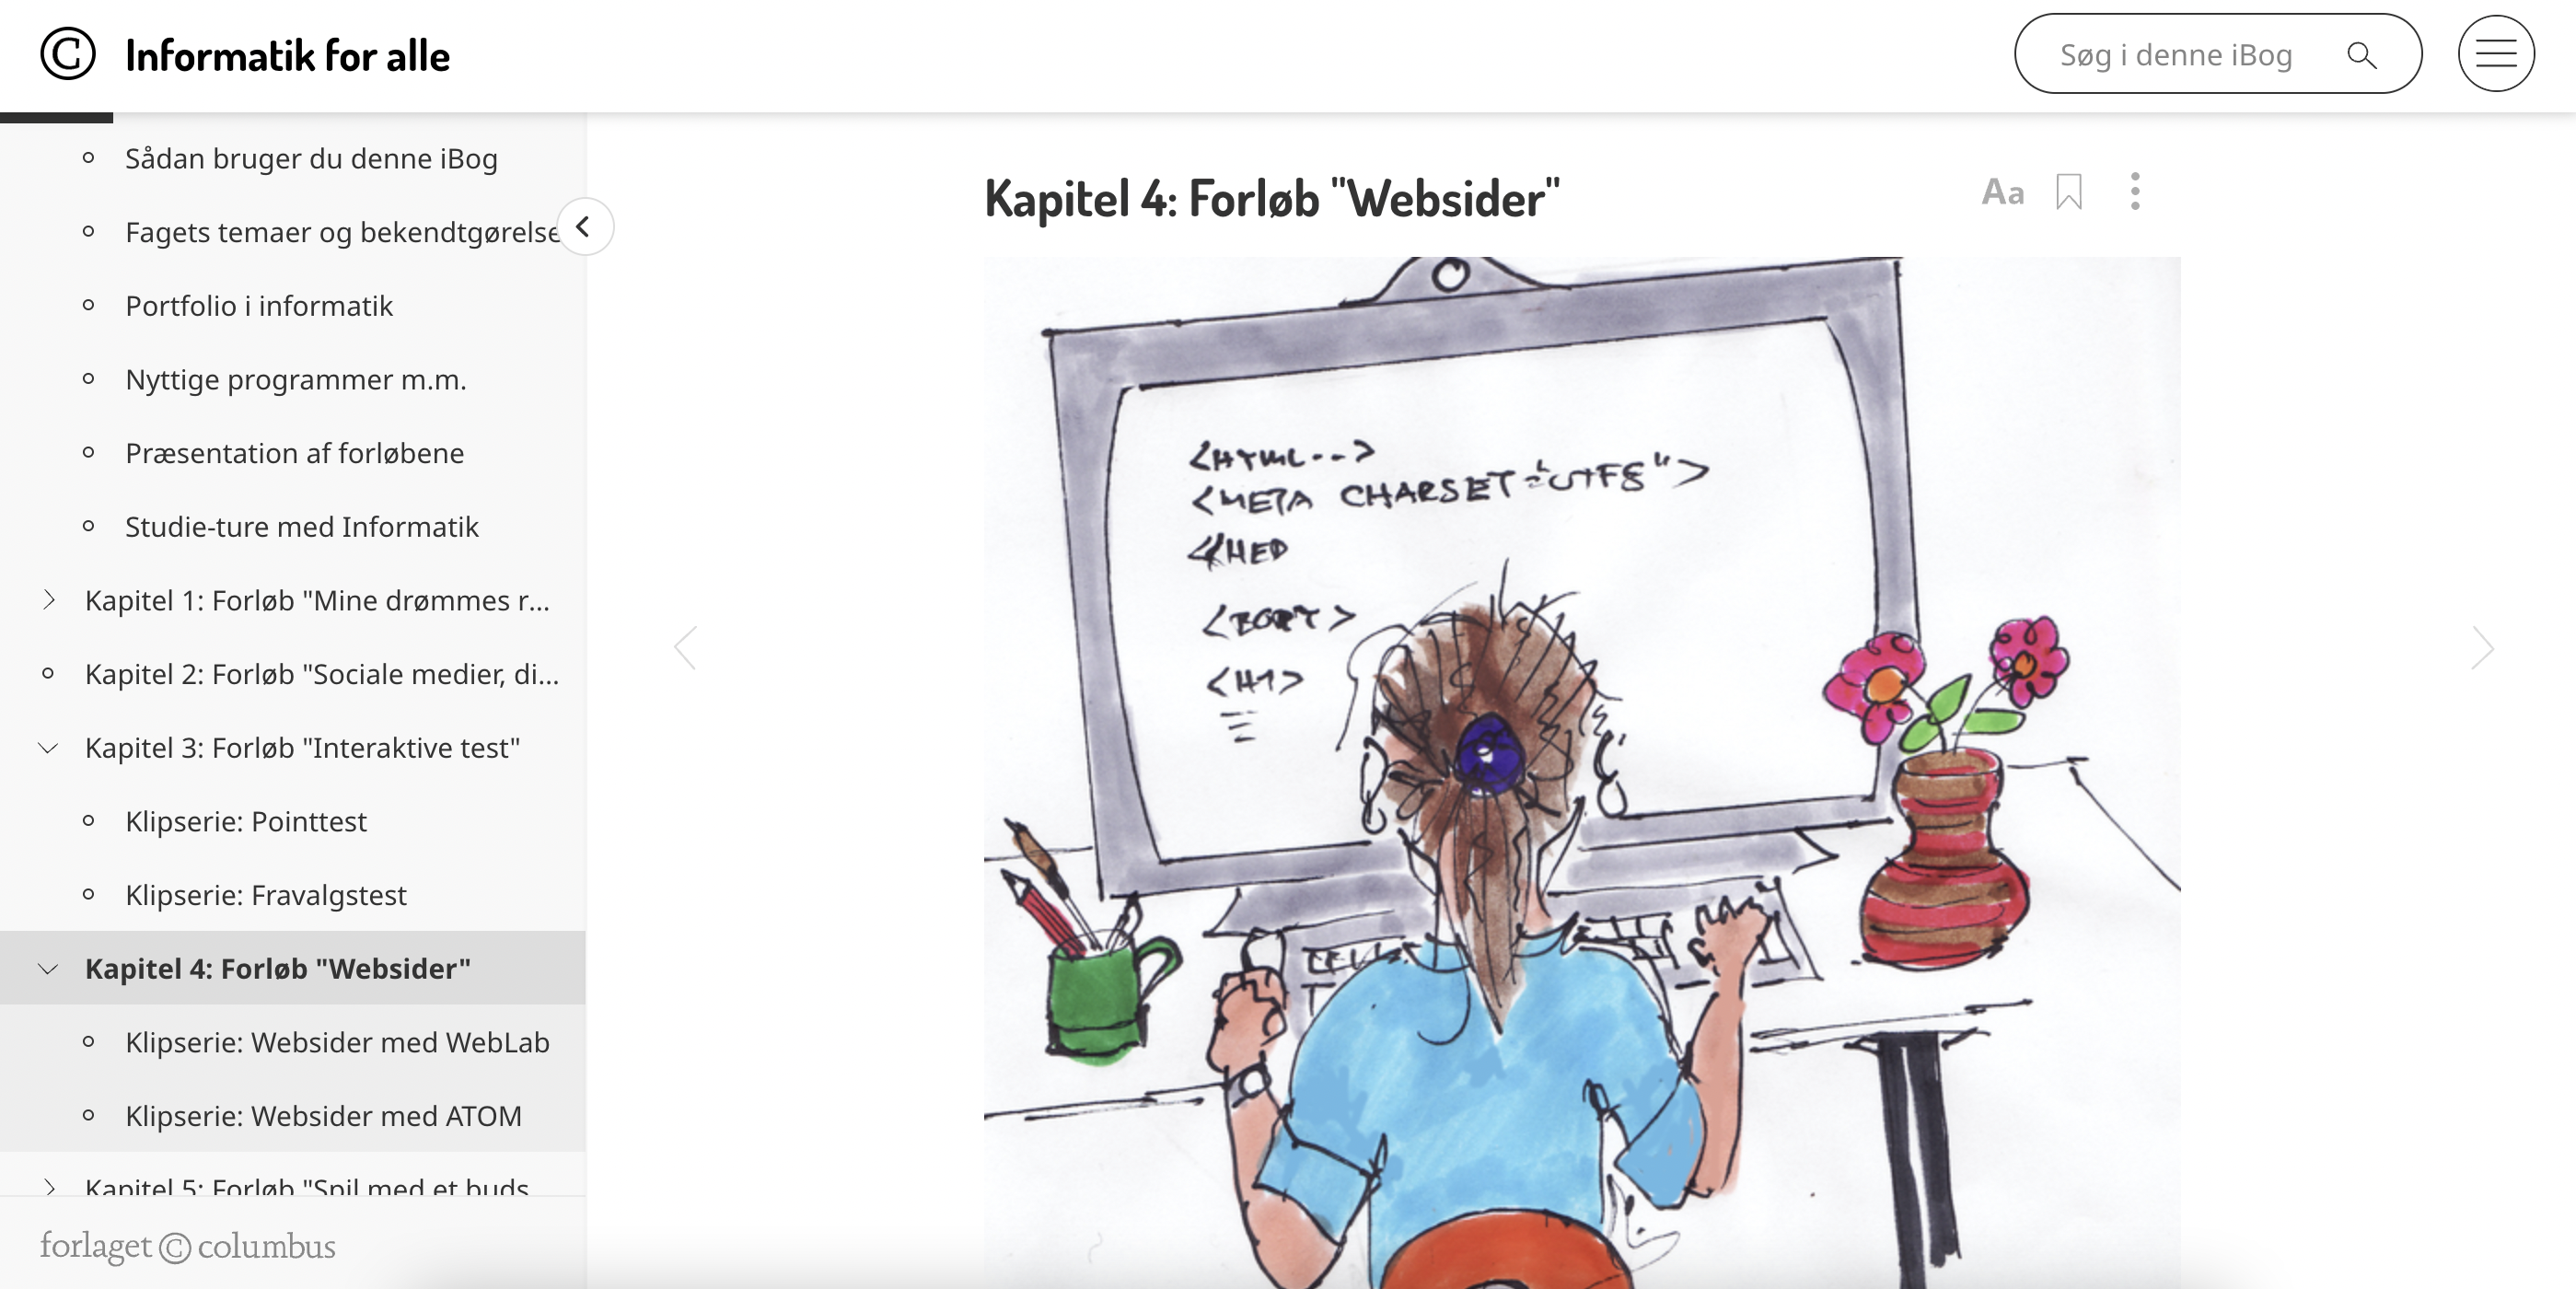 © Informatik for alle
Søg i denne iBog
Sådan bruger du denne iBog
Fagets temaer og bekendtgørelse
Portfolio i informatik
Nyttige programmer m.m.
Præsentation af forløbene
Studie-ture med Informatik
Kapitel 1: Forløb "Mine drømmes r...
Kapitel 2: Forløb "Sociale medier, di...
Kapitel 3: Forløb "Interaktive test"
Klipserie: Pointtest
Klipserie: Fravalgstest
Kapitel 4: Forløb "Websider"
Klipserie: Websider med WebLab
Klipserie: Websider med ATOM
Kapitel 5: Forløb "Spil med et buds
forlaget © columbus
Kapitel 4: Forløb "Websider"
Aa
<HTML-->
<META CHARSET="UTF8">
<HED
<H1>